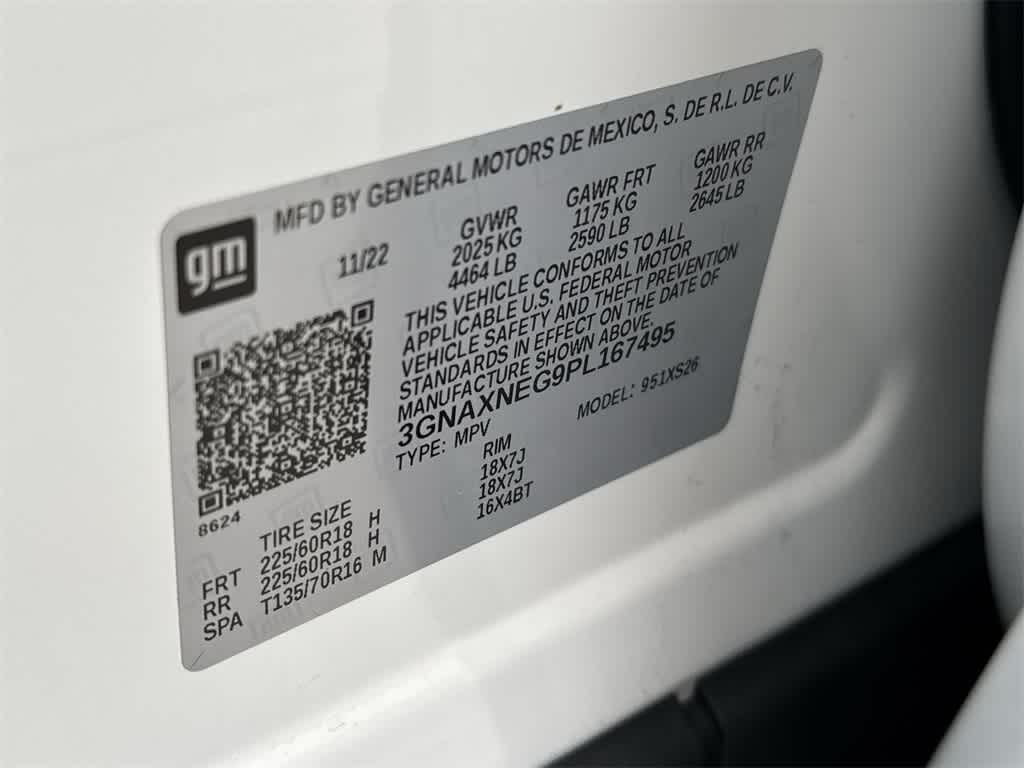 gm
MFD BY GENERAL MOTORS DE MEXICO, S. DE R.L. DE C.V.
11/22 GVWR GAWR FRT GAWR RR
2025 KG 1175 KG 1200 KG
4464 LB 2590 LB 2645 LB
THIS VEHICLE CONFORMS TO ALL
APPLICABLE U.S. FEDERAL MOTOR
VEHICLE SAFETY AND THEFT PREVENTION
STANDARDS IN EFFECT ON THE DATE OF
MANUFACTURE SHOWN ABOVE.
3GNAXNEG9PL167495
TYPE: MPV MODEL: 951XS26
8624
TIRE SIZE RIM
FRT 225/60R18 H 18X7J
RR 225/60R18 H 18X7J
SPA T135/70R16 M 16X4BT